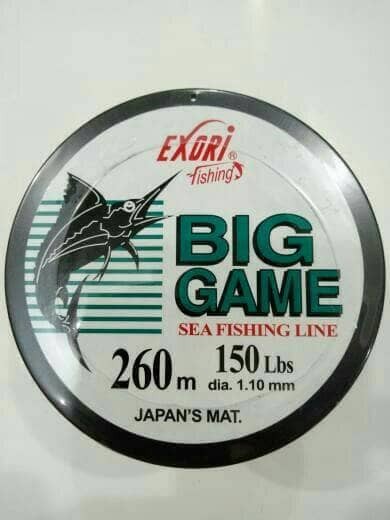 EXORI®
fishing
BIG
GAME
SEA FISHING LINE
260 m 150 Lbs
dia. 1.10 mm
JAPAN'S MAT.